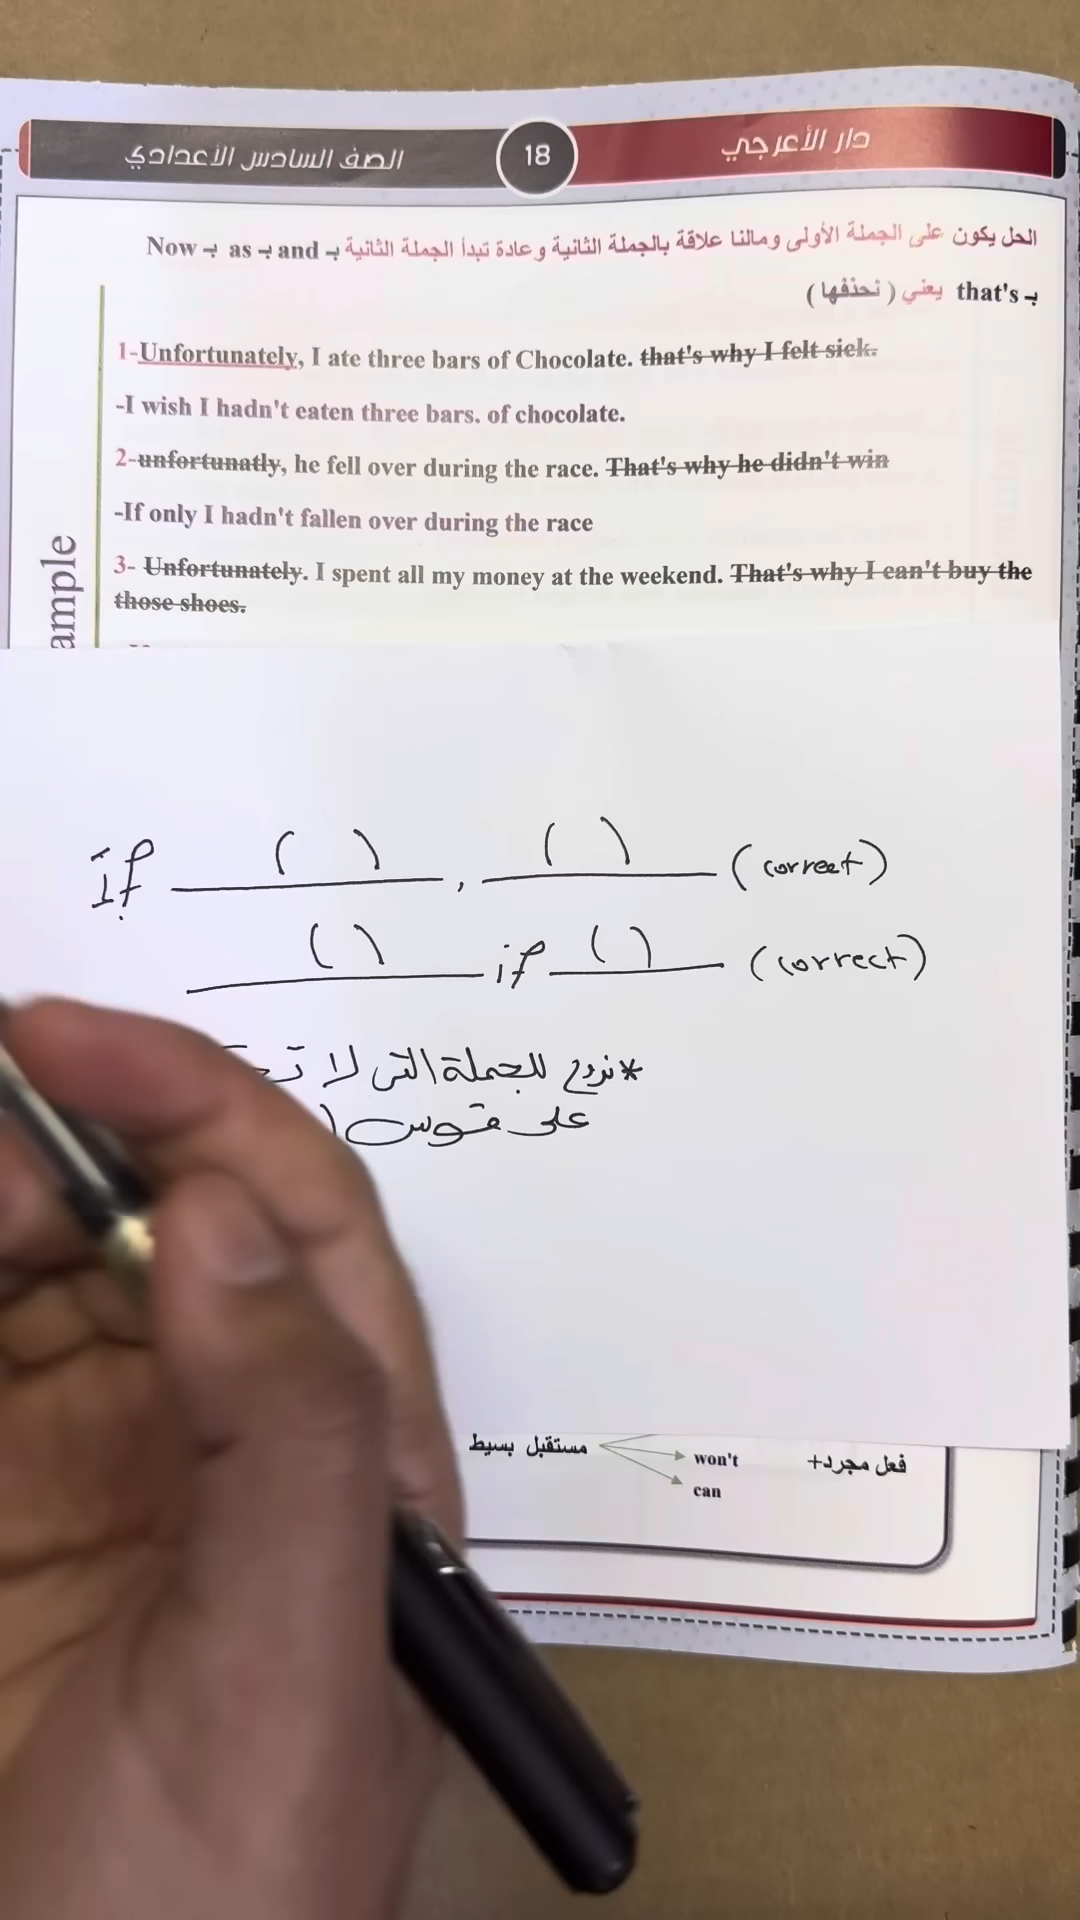 الصف السادس الأعدادي 18 دار الأعرجي
الحل يكون على الجملة الأولى ومالنا علاقة بالجملة الثانية وعادة تبدأ الجملة الثانية بـ and بـ as بـ Now
بـ that's يعني ( نحذفها )
1-Unfortunately, I ate three bars of Chocolate. that's why I felt sick.
-I wish I hadn't eaten three bars. of chocolate.
2-unfortunatly, he fell over during the race. That's why he didn't win
-If only I hadn't fallen over during the race
3- Unfortunately. I spent all my money at the weekend. That's why I can't buy the
those shoes.
ample
If ( ) , ( ) (correct)
( ) if ( ) (correct)
*نروح للجملة التي لا
على قوس
مستقبل بسيط won't فعل مجرد+
can